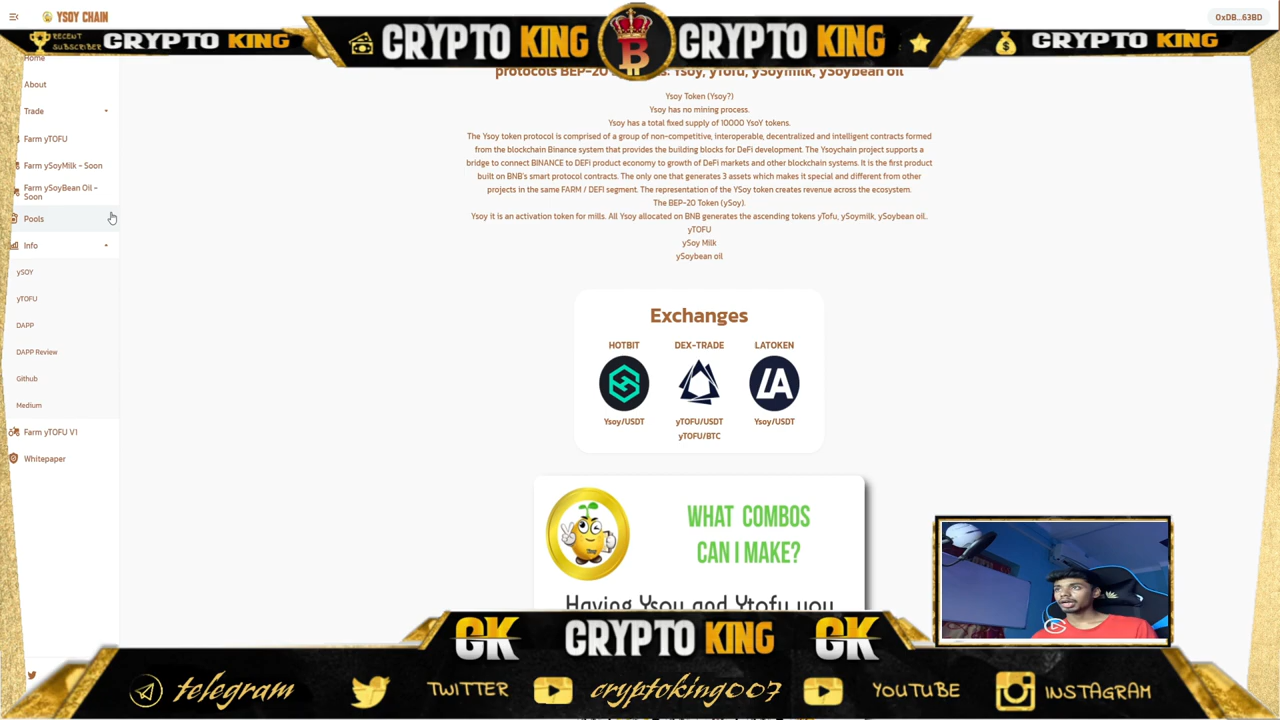 YSOY CHAIN
0xDB...63BD
RECENT SUBSCRIBER
CRYPTO KING
CRYPTO KING
CRYPTO KING
CRYPTO KING
Home
About
Trade
Farm yTOFU
Farm ySoyMilk - Soon
Farm ySoyBean Oil - Soon
Pools
Info
ySOY
yTOFU
DAPP
DAPP Review
Github
Medium
Farm yTOFU V1
Whitepaper
protocols BEP-20
Ysoy, yTofu, ySoymilk, ySoybean oil
Ysoy Token (Ysoy?)
Ysoy has no mining process.
Ysoy has a total fixed supply of 10000 YsoY tokens.
The Ysoy token protocol is comprised of a group of non-competitive, interoperable, decentralized and intelligent contracts formed
from the blockchain Binance system that provides the building blocks for DeFi development. The Ysoychain project supports a
bridge to connect BINANCE to DEFi product economy to growth of DeFi markets and other blockchain systems. It is the first product
built on BNB's smart protocol contracts. The only one that generates 3 assets which makes it special and different from other
projects in the same FARM / DEFI segment. The representation of the YSoy token creates revenue across the ecosystem.
The BEP-20 Token (ySoy).
Ysoy it is an activation token for mills. All Ysoy allocated on BNB generates the ascending tokens yTofu, ySoymilk, ySoybean oil..
yTOFU
ySoy Milk
ySoybean oil
Exchanges
HOTBIT
DEX-TRADE
LATOKEN
Ysoy/USDT
yTOFU/USDT
Ysoy/USDT
yTOFU/BTC
WHAT COMBOS
CAN I MAKE?
Having Ysoy and Ytofu you
CK
CRYPTO KING
CK
telegram
TWITTER
cryptoking007
YOUTUBE
INSTAGRAM